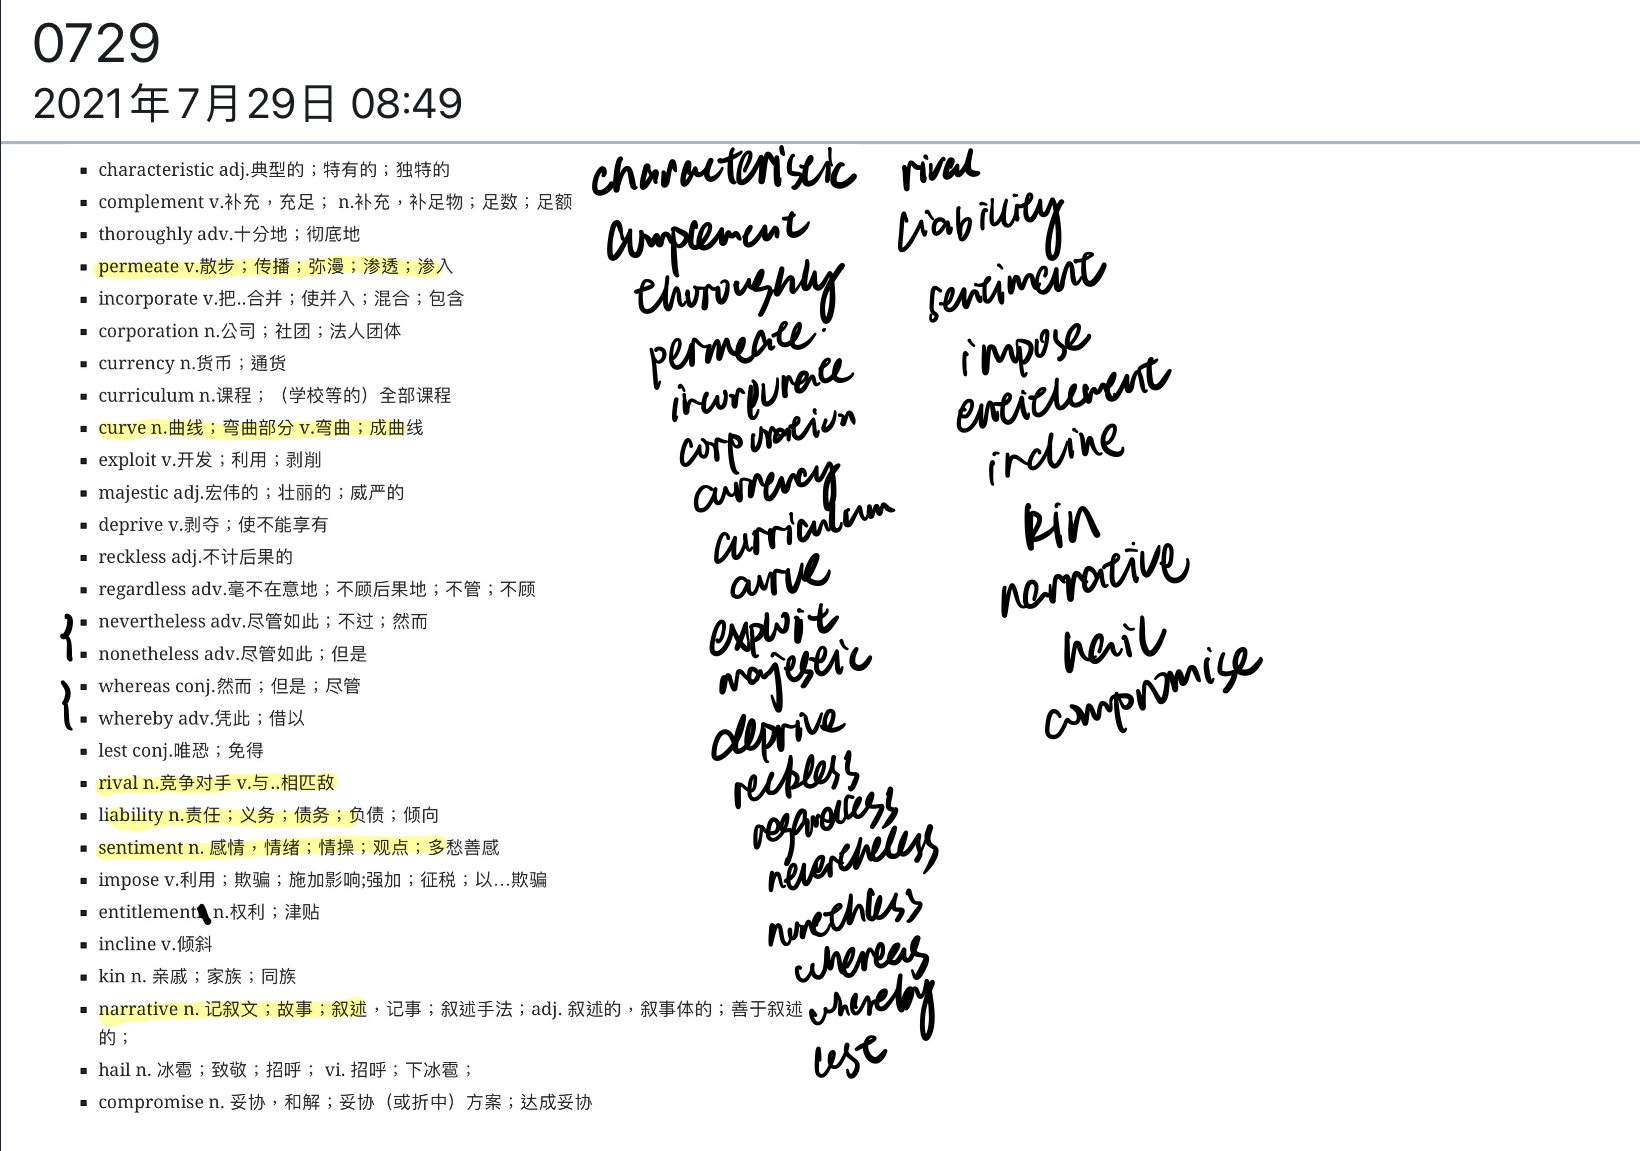 0729
2021年7月29日 08:49
characteristic adj.典型的；特有的；独特的
complement v.补充，充足； n.补充，补足物；足数；足额
thoroughly adv.十分地；彻底地
permeate v.散步；传播；弥漫；渗透；渗入
incorporate v.把..合并；使并入；混合；包含
corporation n.公司；社团；法人团体
currency n.货币；通货
curriculum n.课程；（学校等的）全部课程
curve n.曲线；弯曲部分 v.弯曲；成曲线
exploit v.开发；利用；剥削
majestic adj.宏伟的；壮丽的；威严的
deprive v.剥夺；使不能享有
reckless adj.不计后果的
regardless adv.毫不在意地；不顾后果地；不管；不顾
nevertheless adv.尽管如此；不过；然而
nonetheless adv.尽管如此；但是
whereas conj.然而；但是；尽管
whereby adv.凭此；借以
lest conj.唯恐；免得
rival n.竞争对手 v.与..相匹敌
liability n.责任；义务；债务；负债；倾向
sentiment n. 感情，情绪；情操；观点；多愁善感
impose v.利用；欺骗；施加影响;强加；征税；以…欺骗
entitlement n.权利；津贴
incline v.倾斜
kin n. 亲戚；家族；同族
narrative n. 记叙文；故事；叙述，记事；叙述手法；adj. 叙述的，叙事体的；善于叙述
的；
hail n. 冰雹；致敬；招呼； vi. 招呼；下冰雹；
compromise n. 妥协，和解；妥协（或折中）方案；达成妥协
characteristic
complement
thoroughly
permeate
incorporate
corporation
currency
curriculum
curve
exploit
majestic
deprive
reckless
regardless
nevertheless
nonethless
whereas
whereby
lest
rival
liability
sentiment
impose
entitlement
incline
kin
narrative
hail
compromise